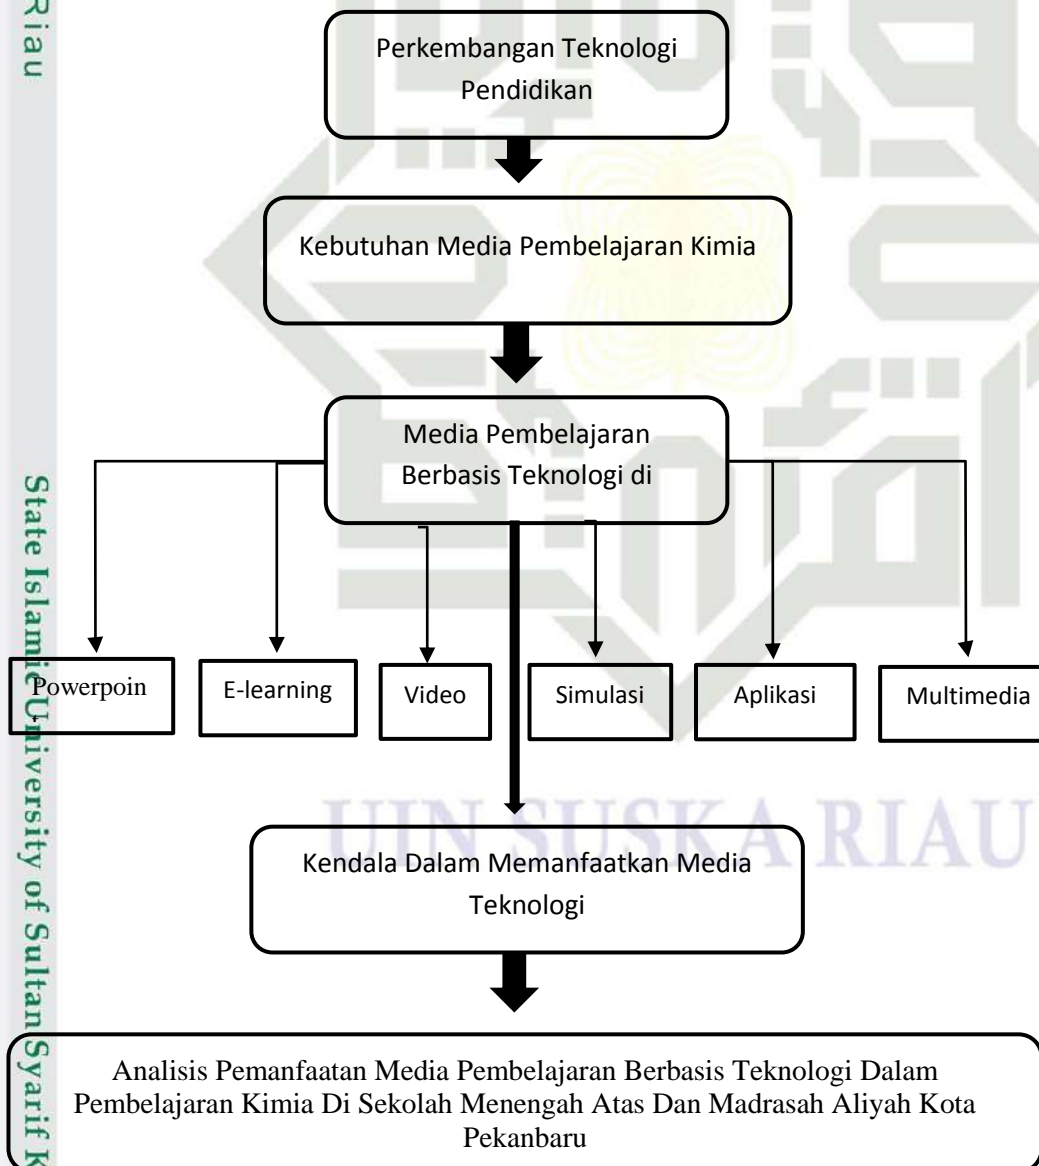 Riau
Perkembangan Teknologi
Pendidikan
Kebutuhan Media Pembelajaran Kimia
Media Pembelajaran
Berbasis Teknologi di
Powerpoin
E-learning
Video
Simulasi
Aplikasi
Multimedia
State Islamic University of Sultan Syarif K
UIN SUSKA RIAU
Kendala Dalam Memanfaatkan Media
Teknologi
Analisis Pemanfaatan Media Pembelajaran Berbasis Teknologi Dalam
Pembelajaran Kimia Di Sekolah Menengah Atas Dan Madrasah Aliyah Kota
Pekanbaru